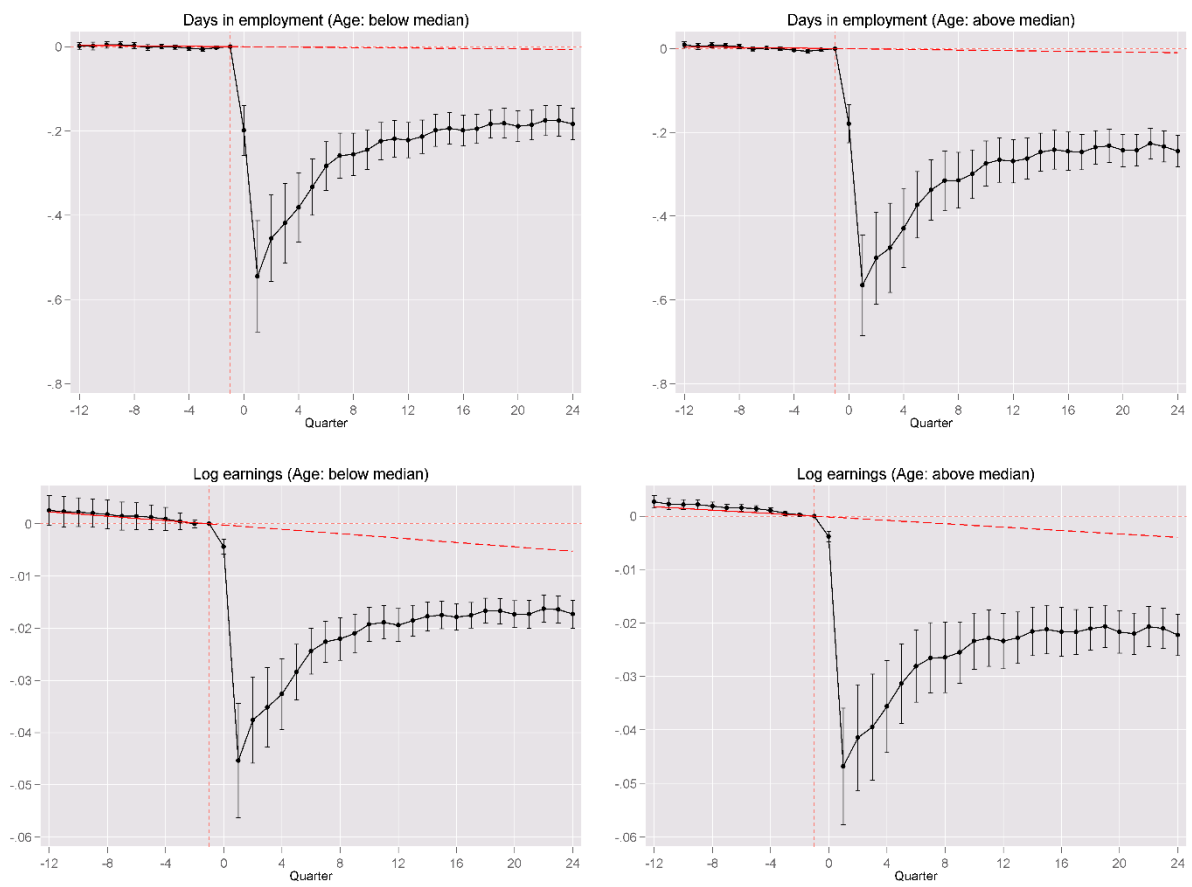 Days in employment (Age: below median)
0
-.2
-.4
-.6
-.8
-12 -8 -4 0 4 8 12 16 20 24
Quarter
Days in employment (Age: above median)
0
-.2
-.4
-.6
-.8
-12 -8 -4 0 4 8 12 16 20 24
Quarter
Log earnings (Age: below median)
0
-.01
-.02
-.03
-.04
-.05
-.06
-12 -8 -4 0 4 8 12 16 20 24
Quarter
Log earnings (Age: above median)
0
-.01
-.02
-.03
-.04
-.05
-.06
-12 -8 -4 0 4 8 12 16 20 24
Quarter